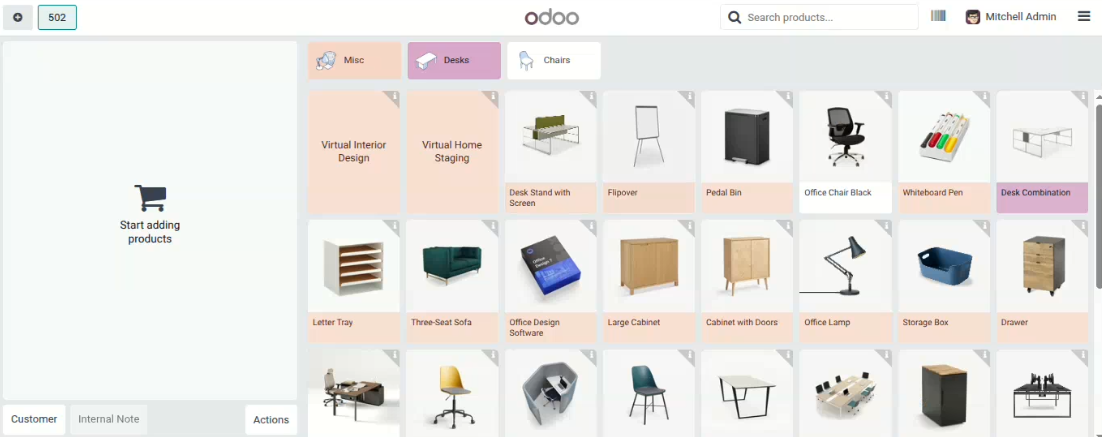 502
odoo
Search products...
Mitchell Admin
Start adding
products
Customer
Internal Note
Actions
Misc
Desks
Chairs
Virtual Interior
Design
Virtual Home
Staging
Desk Stand with
Screen
Flipover
Pedal Bin
Office Chair Black
Whiteboard Pen
Desk Combination
Letter Tray
Three-Seat Sofa
Office Design
Software
Large Cabinet
Cabinet with Doors
Office Lamp
Storage Box
Drawer